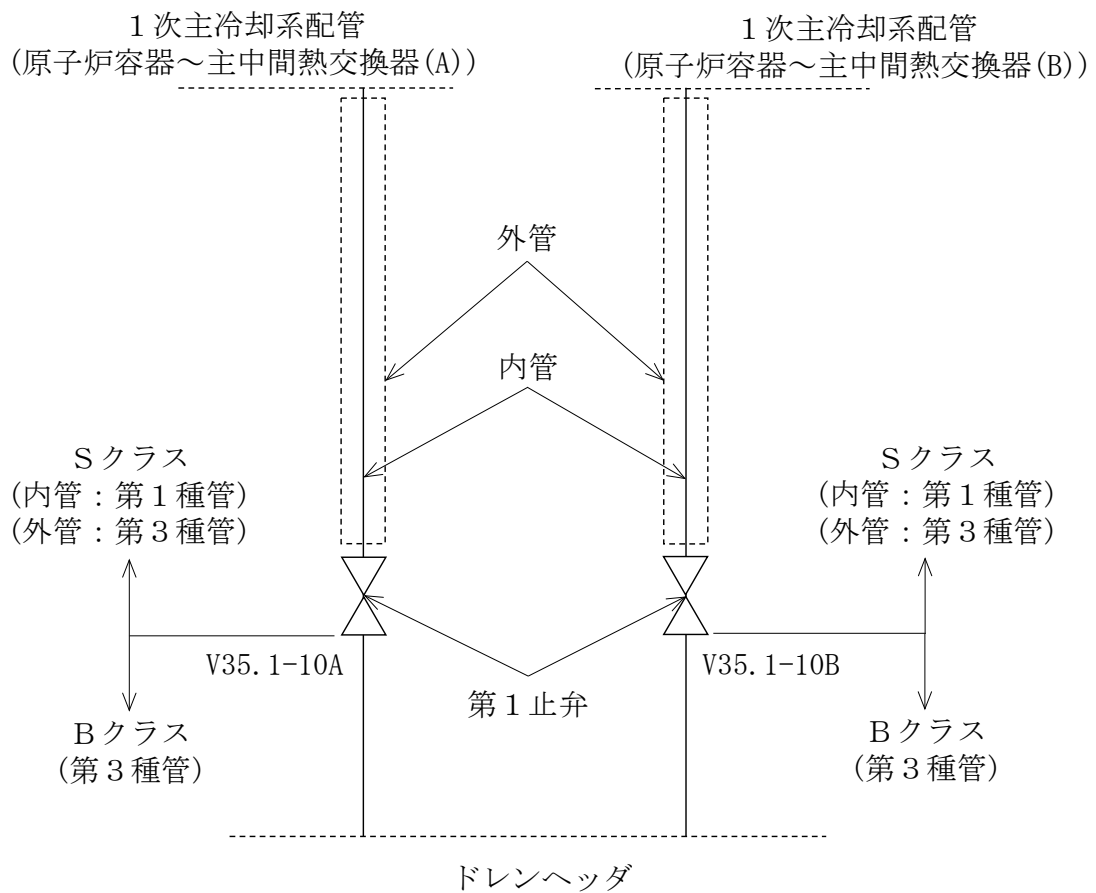 １次主冷却系配管
(原子炉容器～主中間熱交換器(A))
１次主冷却系配管
(原子炉容器～主中間熱交換器(B))
外管
内管
Ｓクラス
(内管：第１種管)
(外管：第３種管)
Ｓクラス
(内管：第１種管)
(外管：第３種管)
V35.1-10A
V35.1-10B
第１止弁
Ｂクラス
(第３種管)
Ｂクラス
(第３種管)
ドレンヘッダ